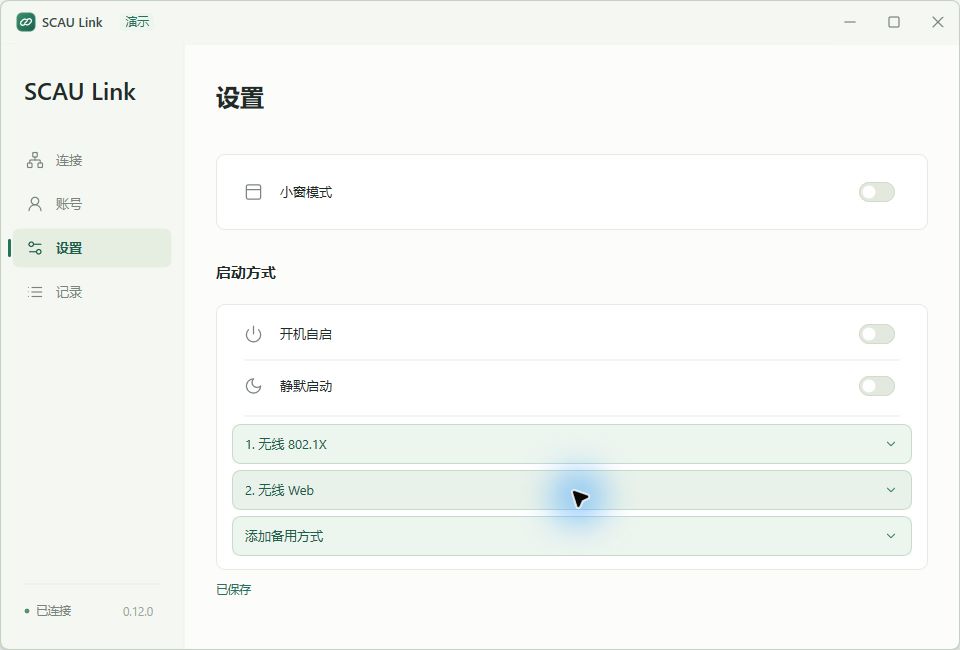 SCAU Link 演示
SCAU Link
连接
账号
设置
记录
已连接 0.12.0
设置
小窗模式
启动方式
开机自启
静默启动
1. 无线 802.1X
2. 无线 Web
添加备用方式
已保存